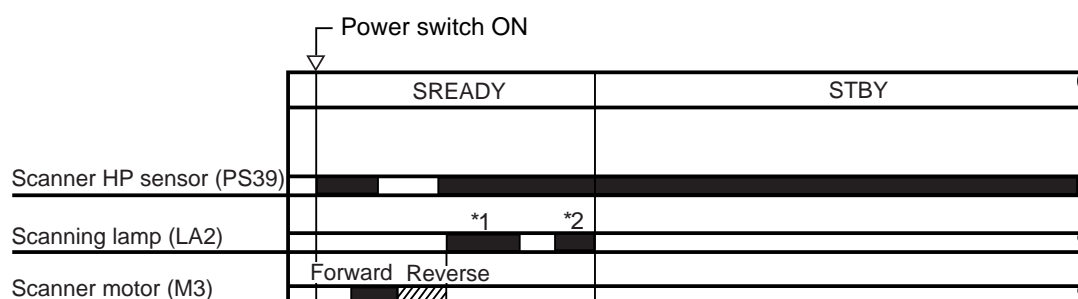 Power switch ON
SREADY STBY
Scanner HP sensor (PS39)
*1 *2
Scanning lamp (LA2)
Forward Reverse
Scanner motor (M3)